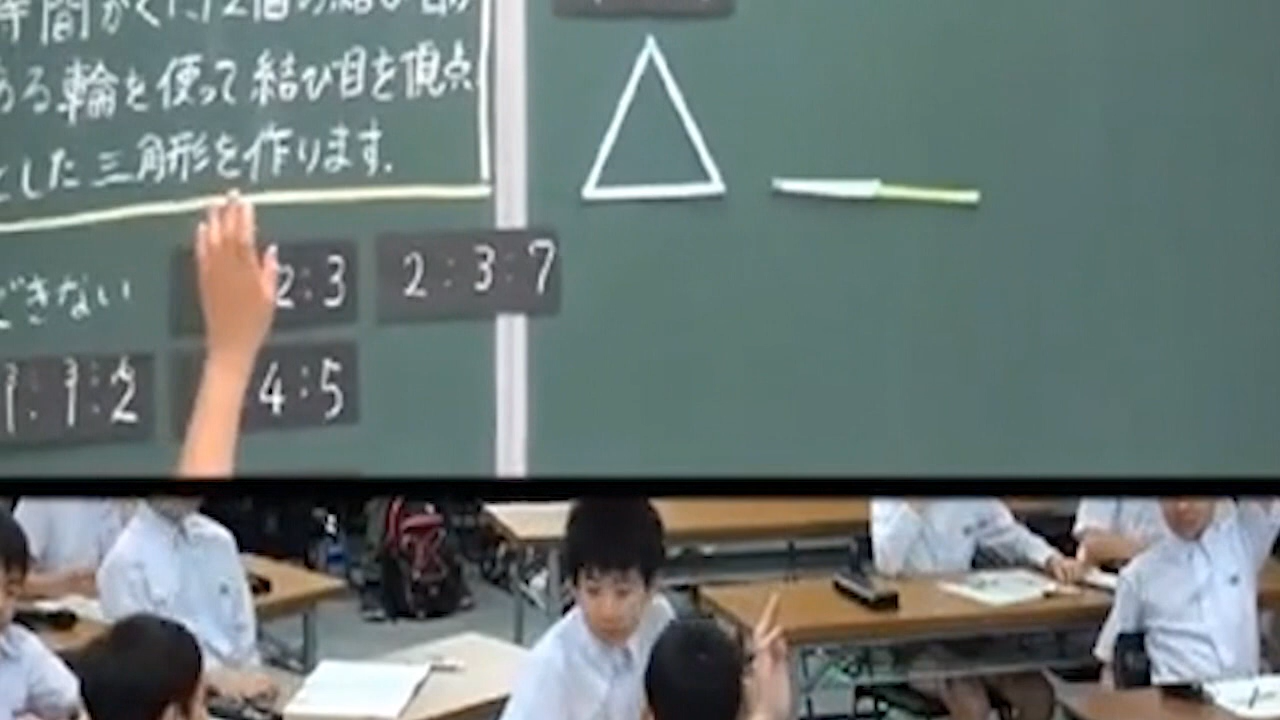 等間かくに12個の結び目が
ある輪を使って結び目を頂点
とした三角形を作ります.
できない
2:3
2:3:7
1:1:2
4:5